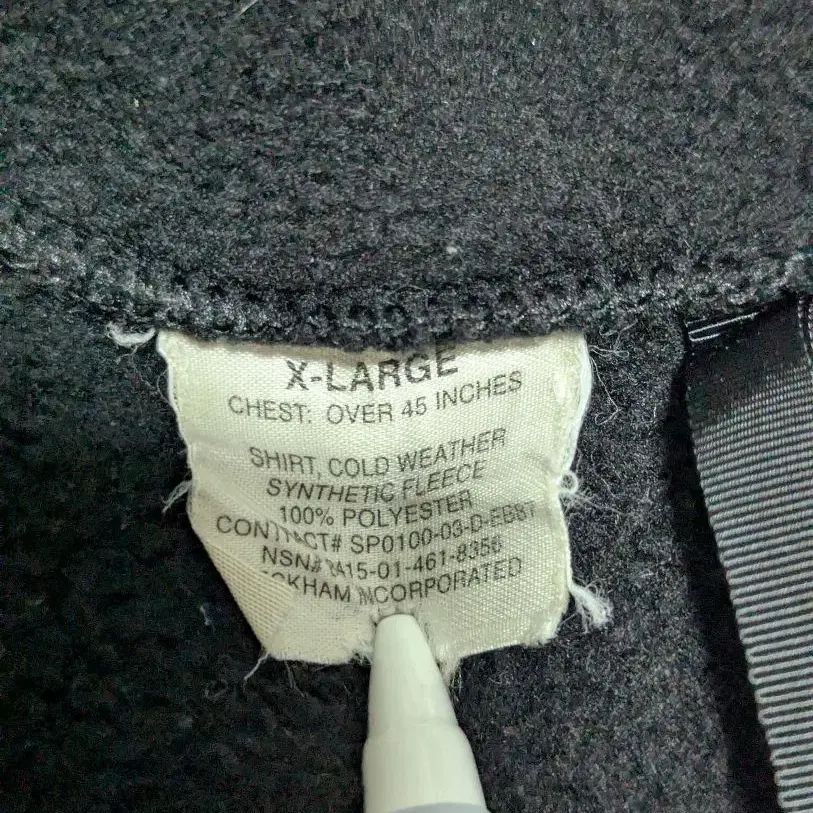 X-LARGE
CHEST: OVER 45 INCHES
SHIRT, COLD WEATHER
SYNTHETIC FLEECE
100% POLYESTER
CONTRACT# SP0100-03-D-EBBT
NSN# 8415-01-461-8356
INCORPORATED